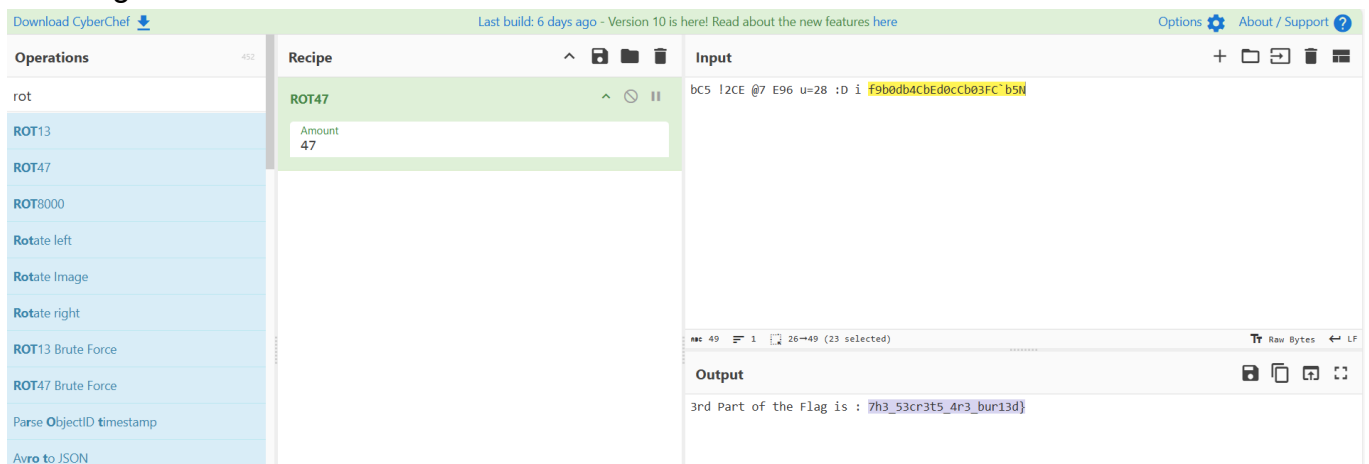 Download CyberChef
Last build: 6 days ago - Version 10 is here! Read about the new features here
Options
About / Support
Operations
452
rot
ROT13
ROT47
ROT8000
Rotate left
Rotate Image
Rotate right
ROT13 Brute Force
ROT47 Brute Force
Parse ObjectID timestamp
Avro to JSON
Recipe
ROT47
Amount
47
Input
bC5 !2CE @7 E96 u=28 :D i f9b0db4CbEd0cCb03FC`b5N
ABC 49 1 26→49 (23 selected)
Tт Raw Bytes LF
Output
3rd Part of the Flag is : 7h3_53cr3t5_4r3_bur13d}